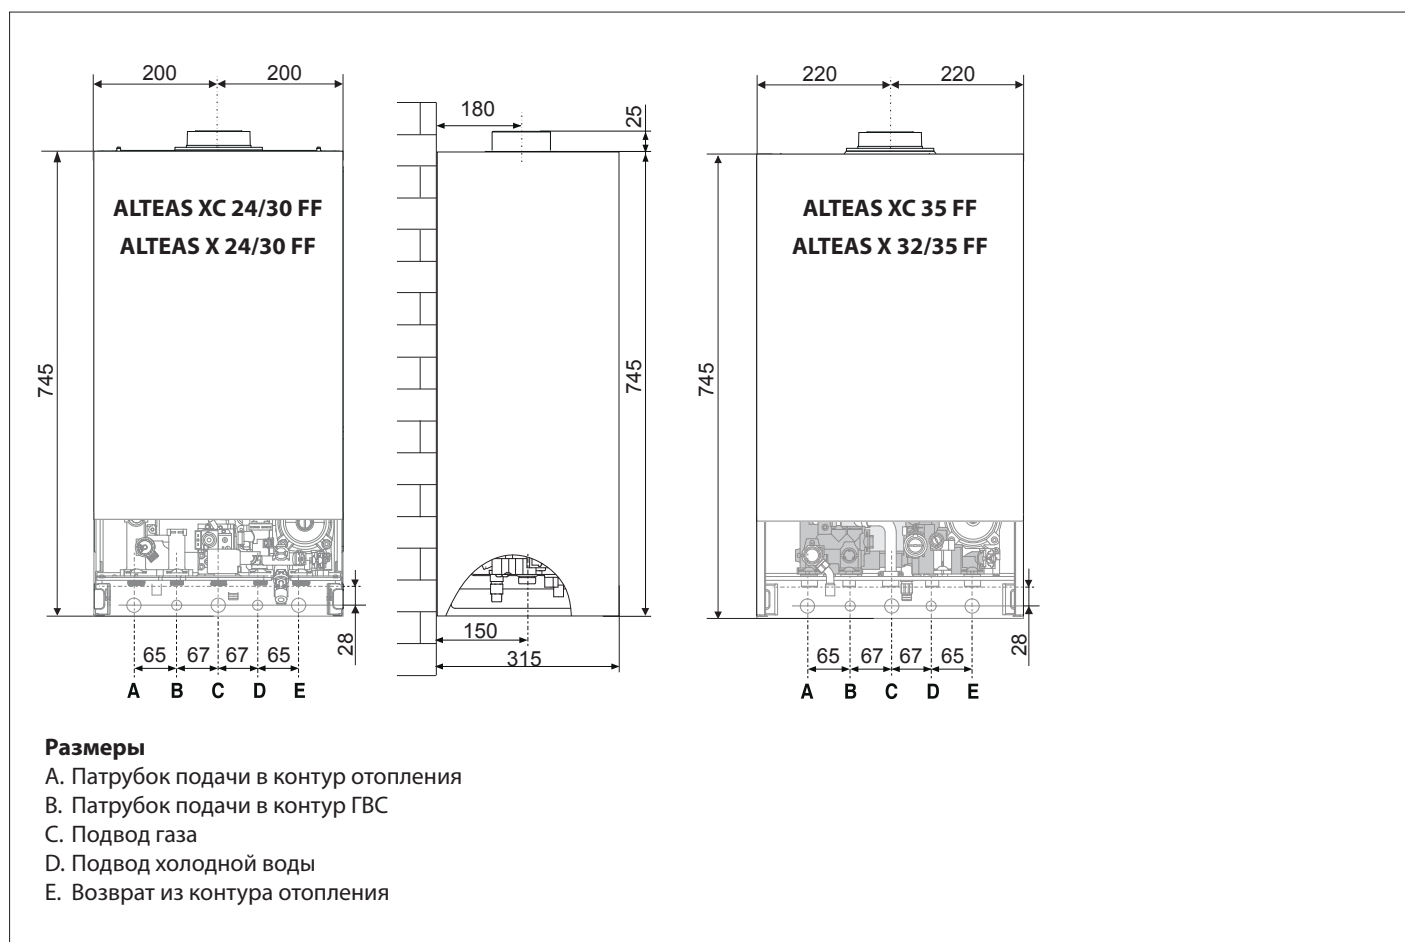 200 200
180
25
220 220
ALTEAS XC 24/30 FF
ALTEAS X 24/30 FF
ALTEAS XC 35 FF
ALTEAS X 32/35 FF
745
745
745
28
150
315
28
65 67 67 65
A B C D E
65 67 67 65
A B C D E
Размеры
A. Патрубок подачи в контур отопления
B. Патрубок подачи в контур ГВС
C. Подвод газа
D. Подвод холодной воды
E. Возврат из контура отопления